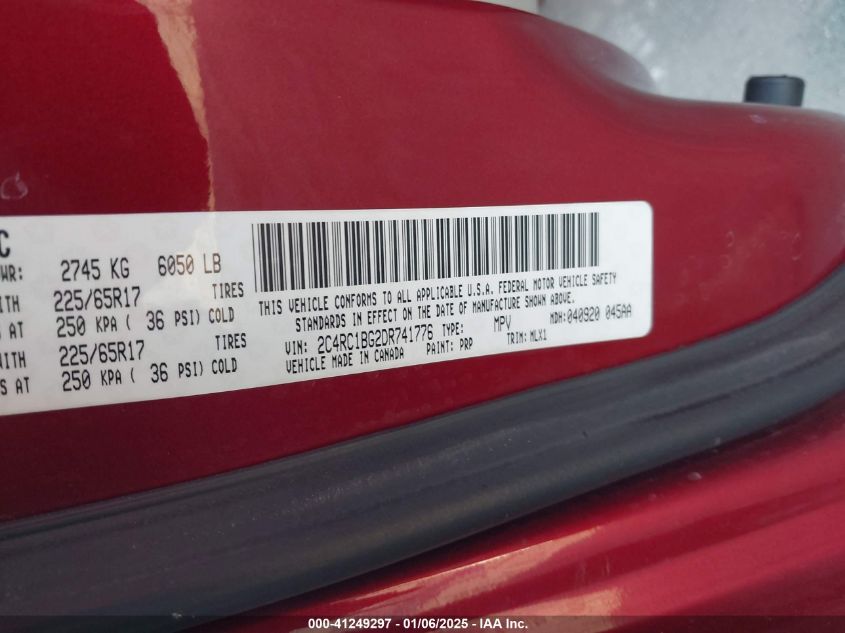 C
WR: 2745 KG 6050 LB
ITH 225/65R17 TIRES
S AT 250 KPA ( 36 PSI) COLD
WITH 225/65R17 TIRES
S AT 250 KPA ( 36 PSI) COLD
THIS VEHICLE CONFORMS TO ALL APPLICABLE U.S.A. FEDERAL MOTOR VEHICLE SAFETY
STANDARDS IN EFFECT ON THE DATE OF MANUFACTURE SHOWN ABOVE.
VIN: 2C4RC1BG2DR741776 TYPE: MPV MDH: 040920 045AA
VEHICLE MADE IN CANADA PAINT: PRP TRIM: MLX1
000-41249297 - 01/06/2025 - IAA Inc.